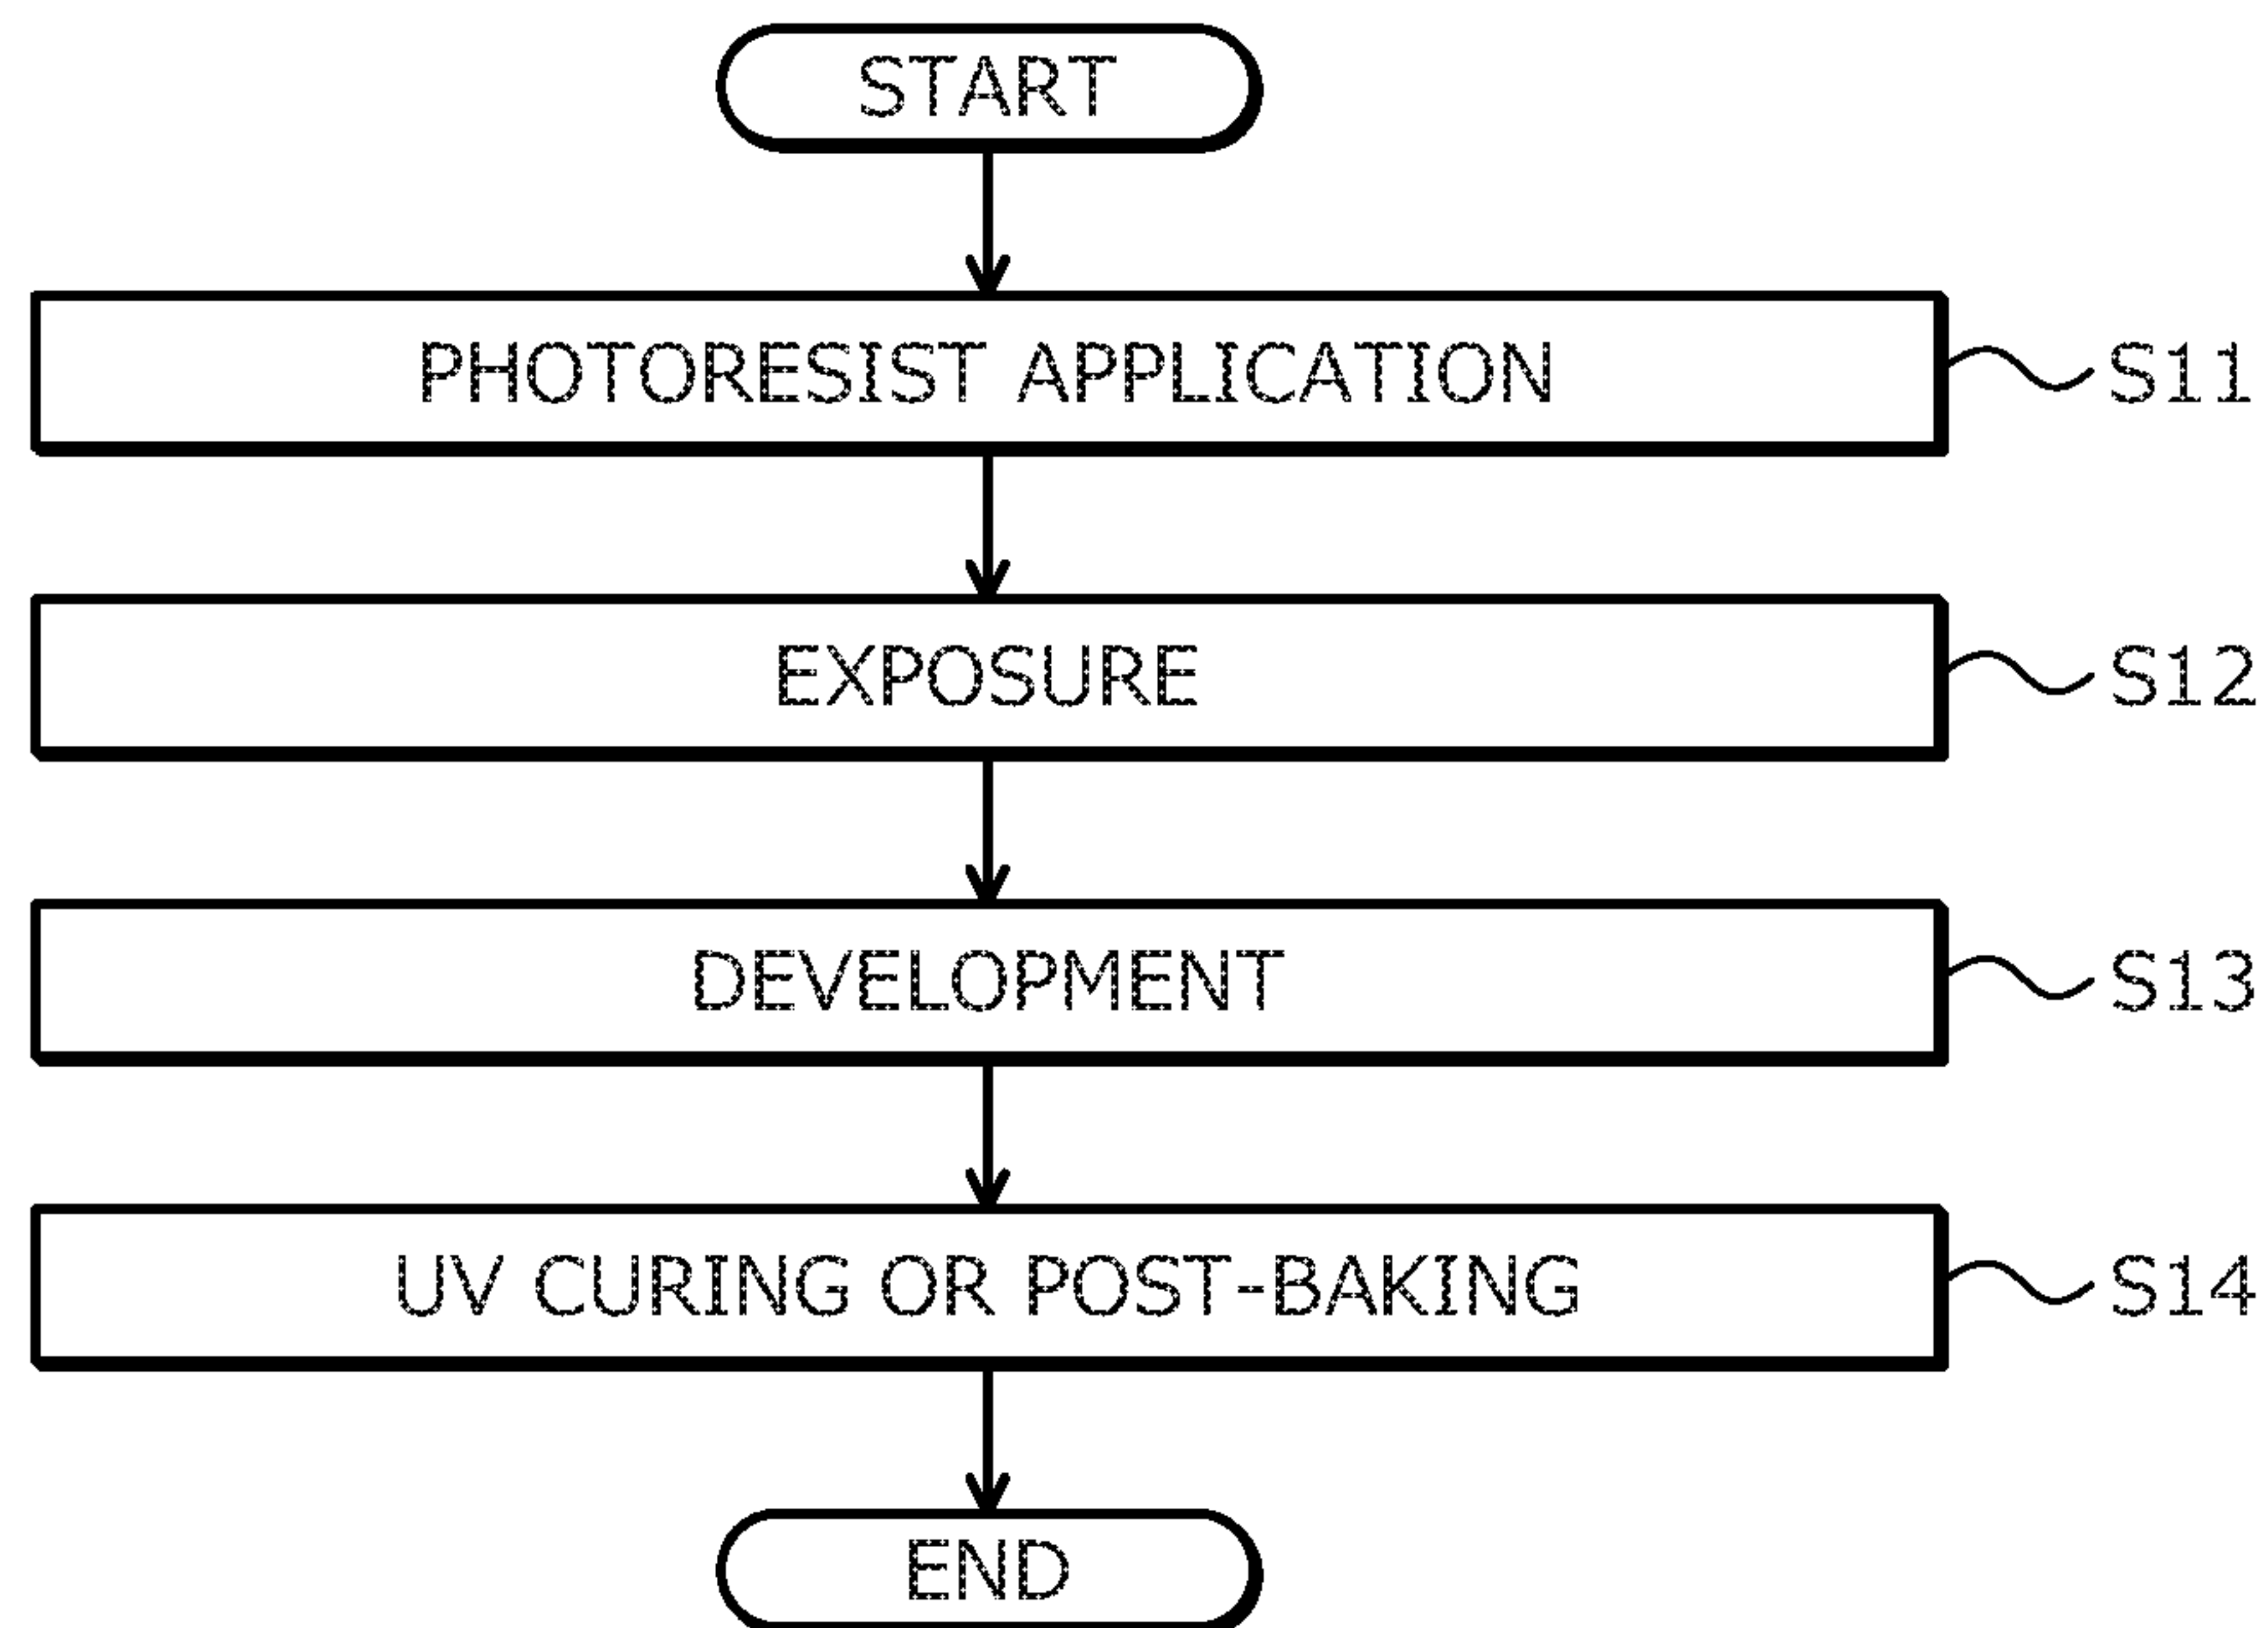 START
PHOTORESIST APPLICATION S11
EXPOSURE S12
DEVELOPMENT S13
UV CURING OR POST-BAKING S14
END